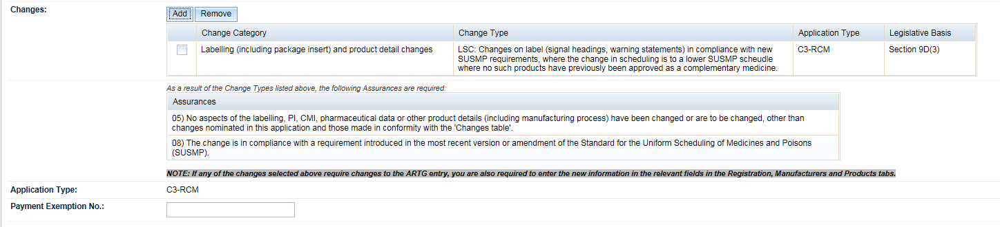 Changes:
Add Remove
Change Category Change Type Application Type Legislative Basis
Labelling (including package insert) and product detail changes LSC: Changes on label (signal headings, warning statements) in compliance with new C3-RCM Section 9D(3)
SUSMP requirements, where the change in scheduling is to a lower SUSMP scheudle
where no such products have previously been approved as a complementary medicine.
As a result of the Change Types listed above, the following Assurances are required:
Assurances
05) No aspects of the labelling, PI, CMI, pharmaceutical data or other product details (including manufacturing process) have been changed or are to be changed, other than
changes nominated in this application and those made in conformity with the 'Changes table'.
08) The change is in compliance with a requirement introduced in the most recent version or amendment of the Standard for the Uniform Scheduling of Medicines and Poisons
(SUSMP).
NOTE: If any of the changes selected above require changes to the ARTG entry, you are also required to enter the new information in the relevant fields in the Registration, Manufacturers and Products tabs.
Application Type: C3-RCM
Payment Exemption No.: